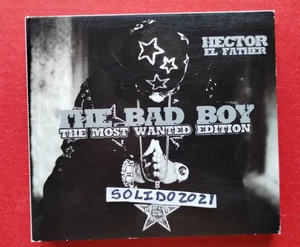 HECTOR
EL FATHER
THE BAD BOY
THE MOST WANTED EDITION
SOLIDO2021